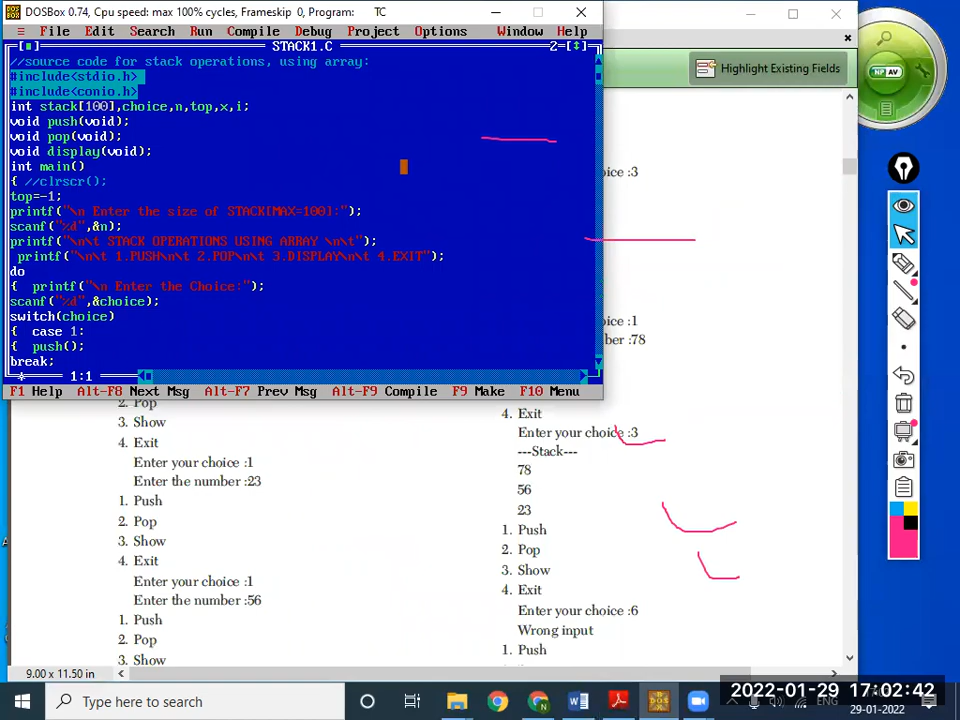 DOSBox 0.74, Cpu speed: max 100% cycles, Frameskip 0, Program: TC
≡ File Edit Search Run Compile Debug Project Options Window Help
STACK1.C 2=[↕]
//source code for stack operations, using array:
#include<stdio.h>
#include<conio.h>
int stack[100],choice,n,top,x,i;
void push(void);
void pop(void);
void display(void);
int main()
{ //clrscr();
top=-1;
printf("\n Enter the size of STACK[MAX=100]:");
scanf("%d",&n);
printf("\n\t STACK OPERATIONS USING ARRAY \n\t");
printf("\n\t 1.PUSH\n\t 2.POP\n\t 3.DISPLAY\n\t 4.EXIT");
do
{ printf("\n Enter the Choice:");
scanf("%d",&choice);
switch(choice)
{ case 1:
{ push();
break;
1:1
F1 Help Alt-F8 Next Msg Alt-F7 Prev Msg Alt-F9 Compile F9 Make F10 Menu
Highlight Existing Fields
oice :3
oice :1
nber :78
2. Pop
3. Show
4. Exit
Enter your choice :1
Enter the number :23
1. Push
2. Pop
3. Show
4. Exit
Enter your choice :1
Enter the number :56
1. Push
2. Pop
3. Show
4. Exit
Enter your choice :3
---Stack---
78
56
23
1. Push
2. Pop
3. Show
4. Exit
Enter your choice :6
Wrong input
1. Push
9.00 x 11.50 in
NP AV
Type here to search
2022-01-29 17:02:42
ENG
29-01-2022